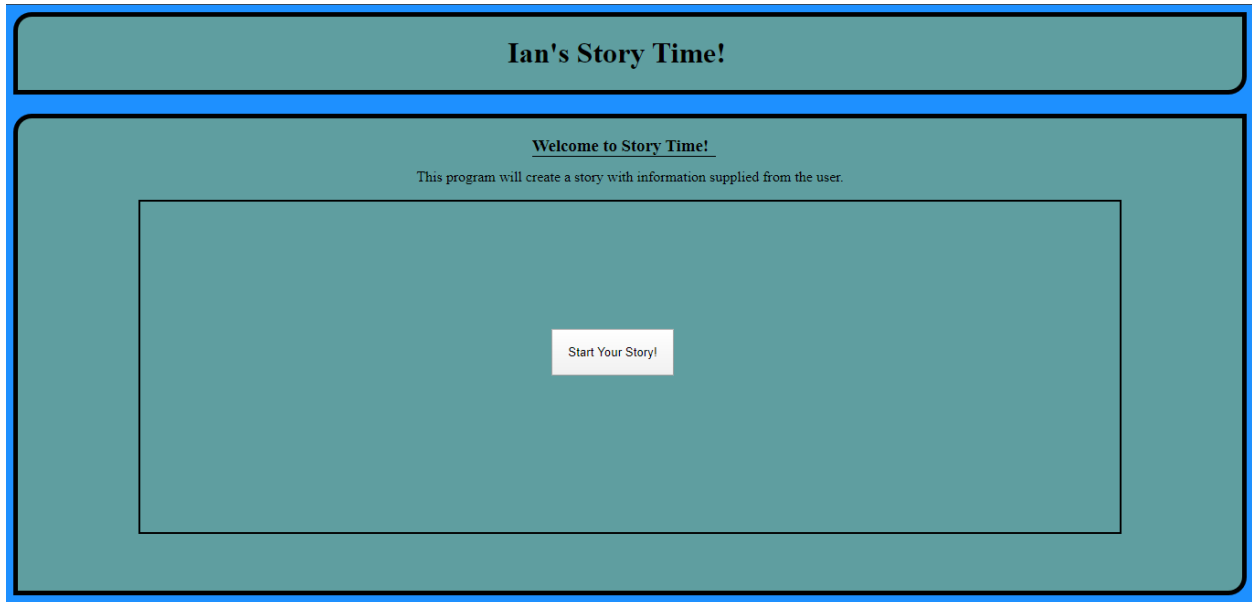 Ian's Story Time!
Welcome to Story Time!
This program will create a story with information supplied from the user.
Start Your Story!